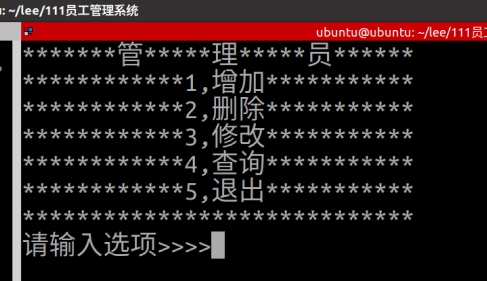 u: ~/lee/111员工管理系统
ubuntu@ubuntu: ~/lee/111员工
*******管*****理*****员******
************1,增加***********
************2,删除***********
************3,修改***********
************4,查询***********
************5,退出***********
*****************************
请输入选项>>>>